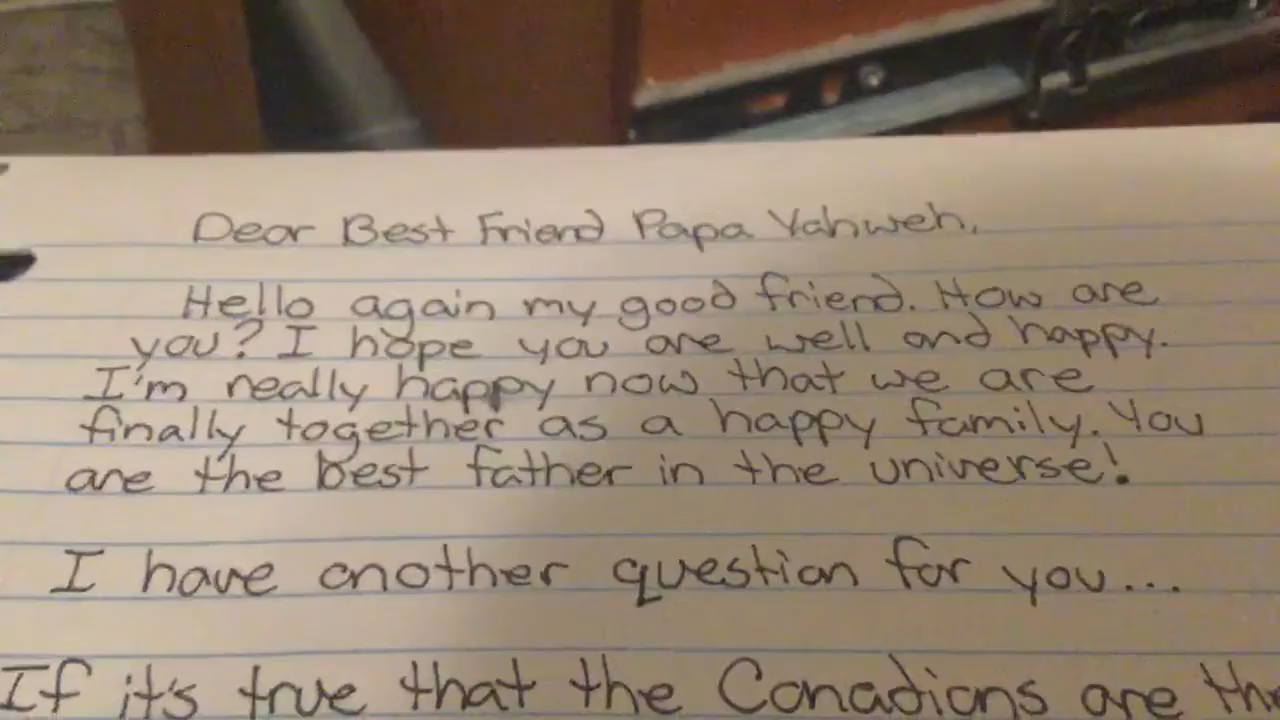 Dear Best Friend Papa Yahweh,
Hello again my good friend. How are
you? I hope you are well and happy.
I'm really happy now that we are
finally together as a happy family. You
are the best father in the universe!
I have another question for you...
If it's true that the Canadians are